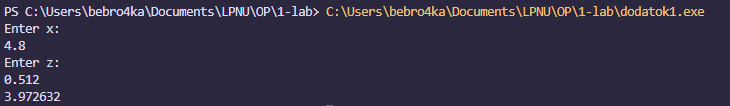 PS C:\Users\bebro4ka\Documents\LPNU\OP\1-lab> C:\Users\bebro4ka\Documents\LPNU\OP\1-lab\dodatok1.exe
Enter x:
4.8
Enter z:
0.512
3.972632